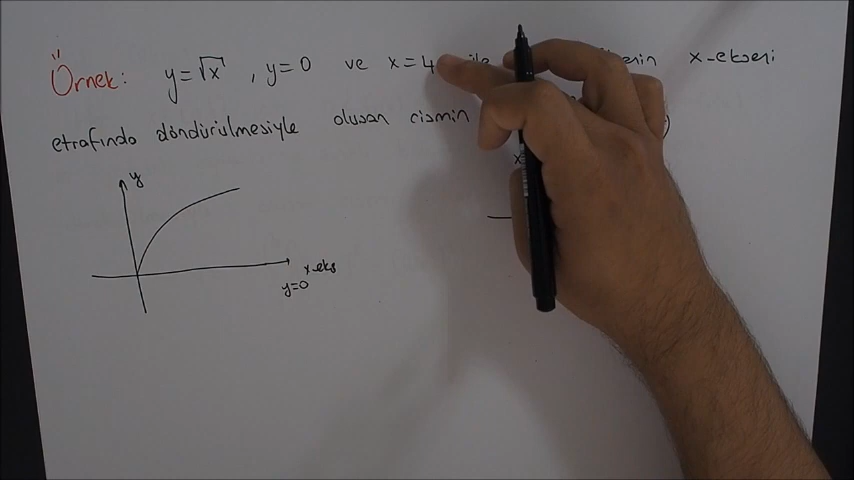 Örnek: y=√x , y=0 ve x=4 ile x-ekseni
etrafında döndürülmesiyle oluşan cismin
y
x-eks
y=0
x